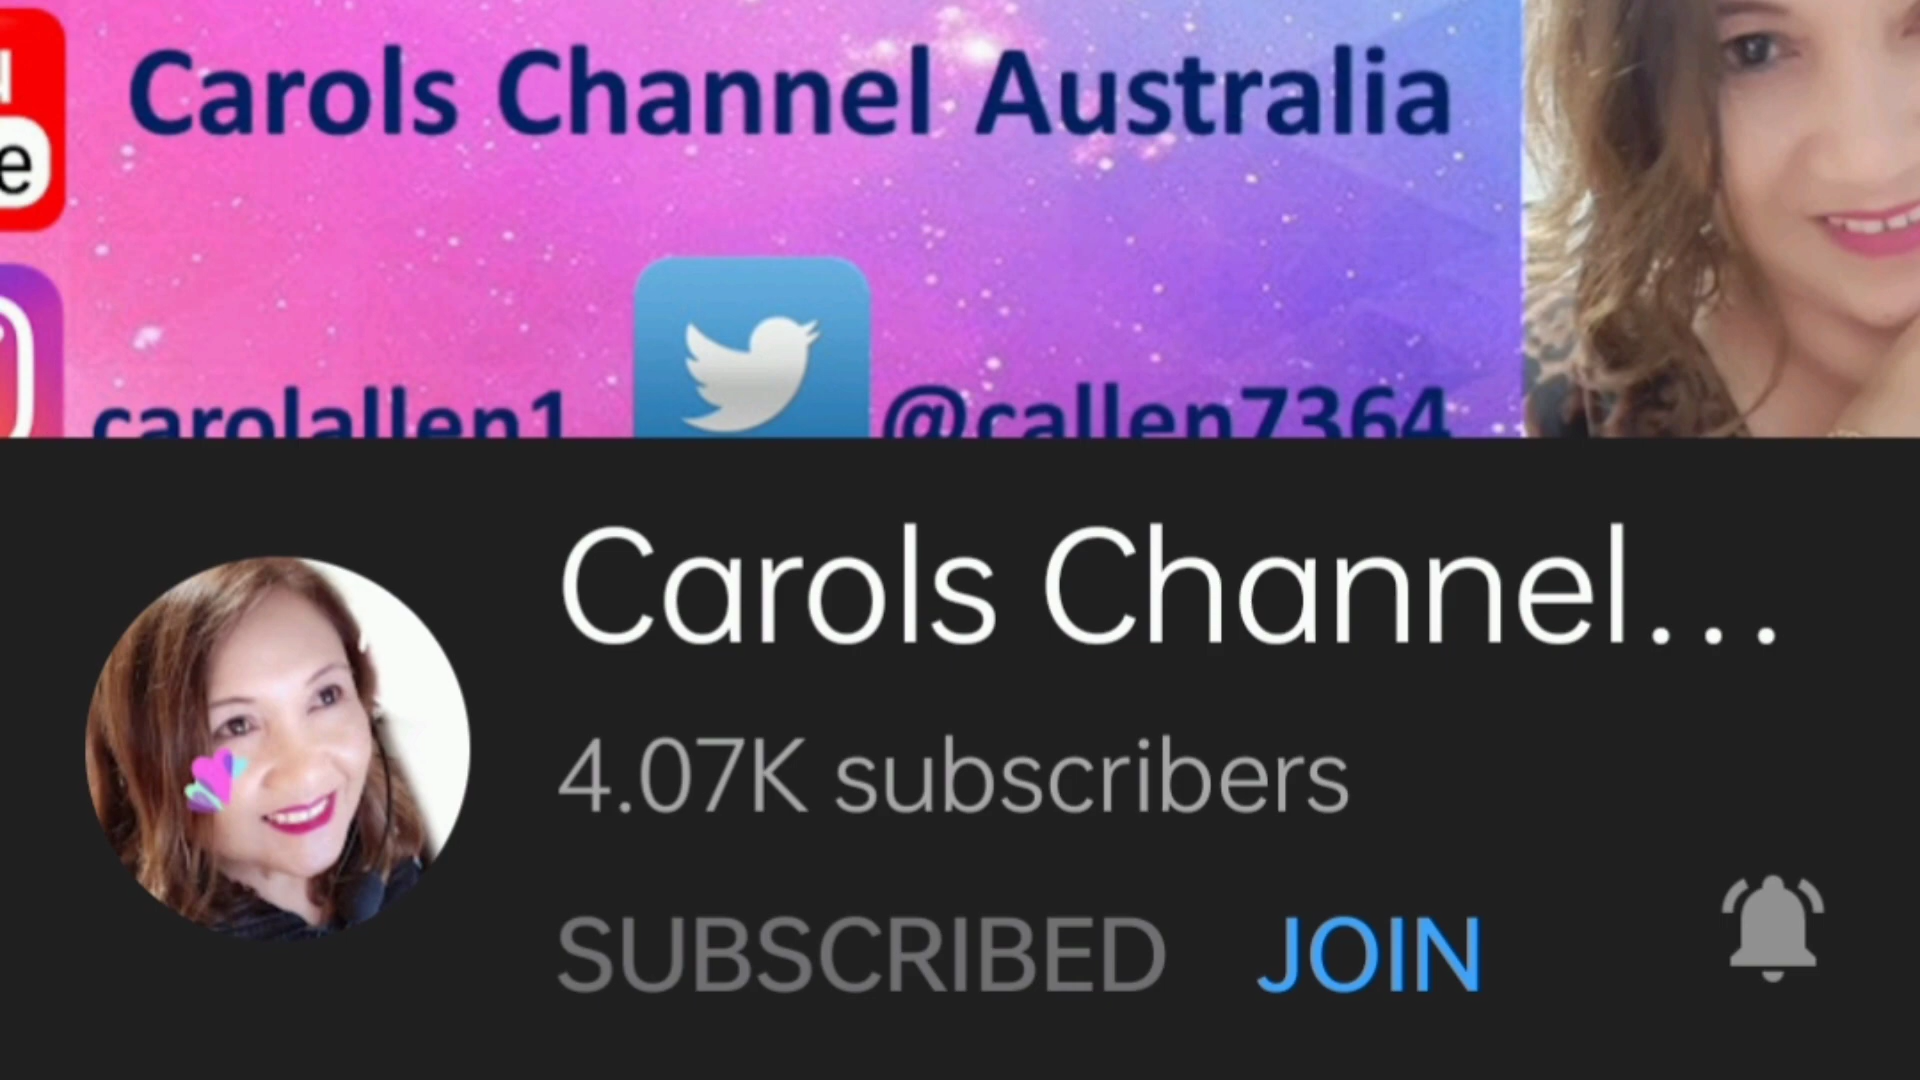 Carols Channel Australia
e
carolallen1
@callen7364
Carols Channel...
4.07K subscribers
SUBSCRIBED JOIN